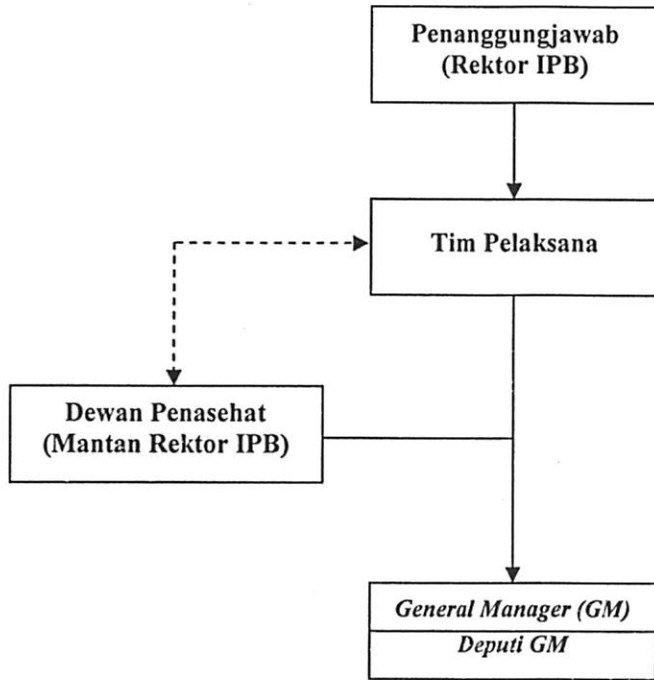 Penanggungjawab
(Rektor IPB)
Tim Pelaksana
Dewan Penasehat
(Mantan Rektor IPB)
General Manager (GM)
Deputi GM